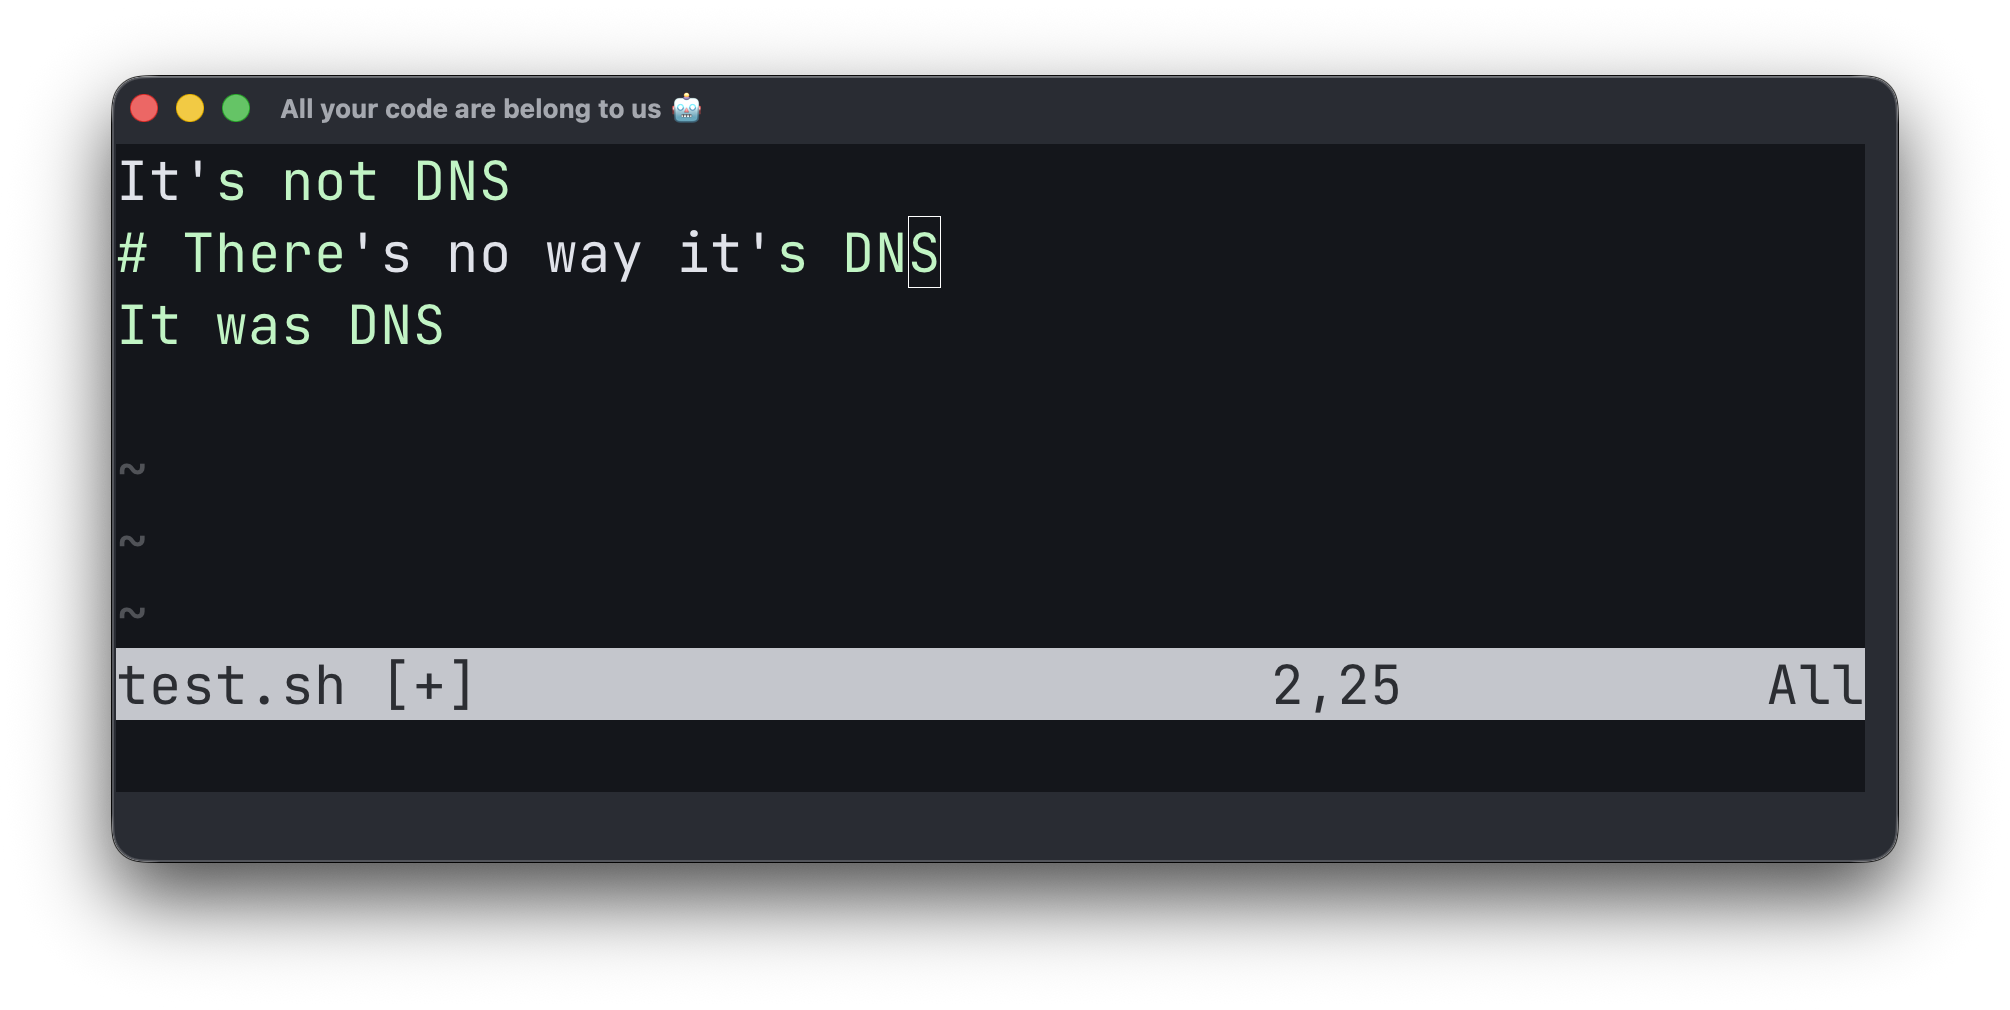 All your code are belong to us 🤖
It's not DNS
# There's no way it's DNS
It was DNS
~
~
~
test.sh [+] 2,25 All